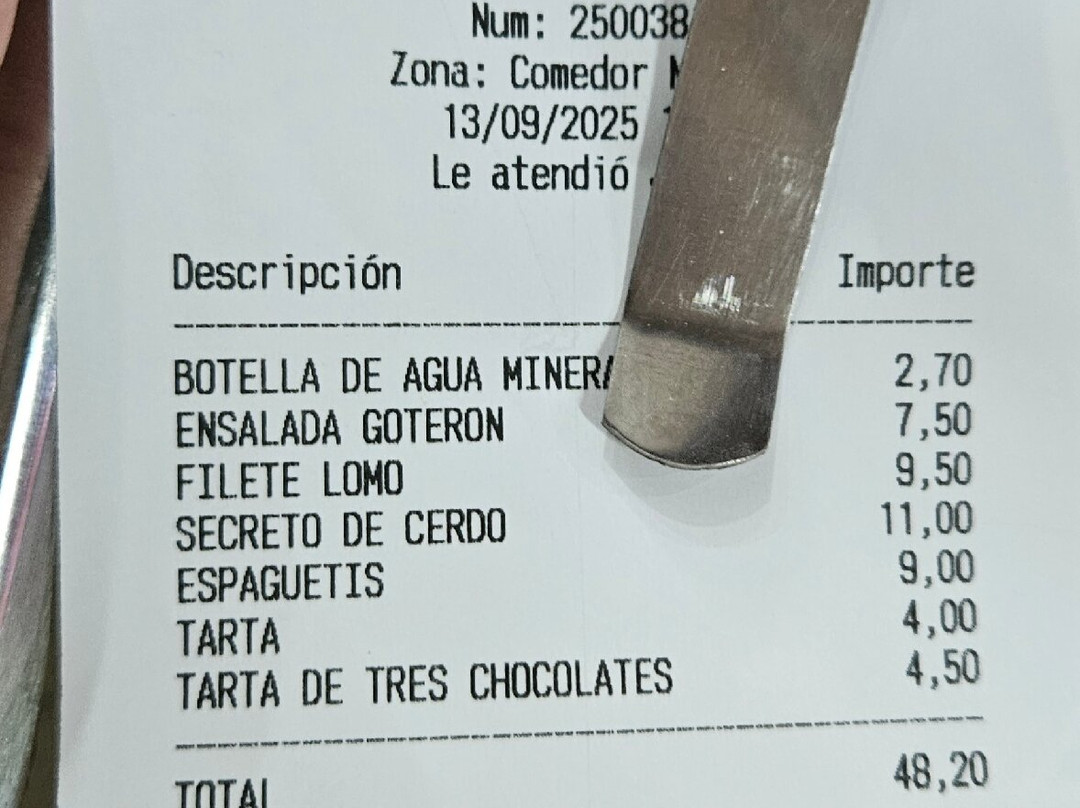 Num: 250038
Zona: Comedor
13/09/2025
Le atendió
Descripción Importe
BOTELLA DE AGUA MINERA 2,70
ENSALADA GOTERON 7,50
FILETE LOMO 9,50
SECRETO DE CERDO 11,00
ESPAGUETIS 9,00
TARTA 4,00
TARTA DE TRES CHOCOLATES 4,50
TOTAL 48,20